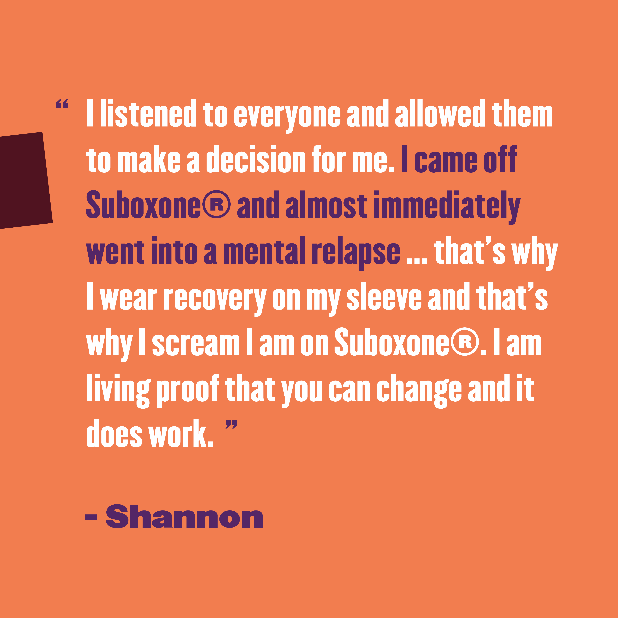 “ I listened to everyone and allowed them
to make a decision for me. I came off
Suboxone® and almost immediately
went into a mental relapse ... that’s why
I wear recovery on my sleeve and that’s
why I scream I am on Suboxone®. I am
living proof that you can change and it
does work. ”
- Shannon